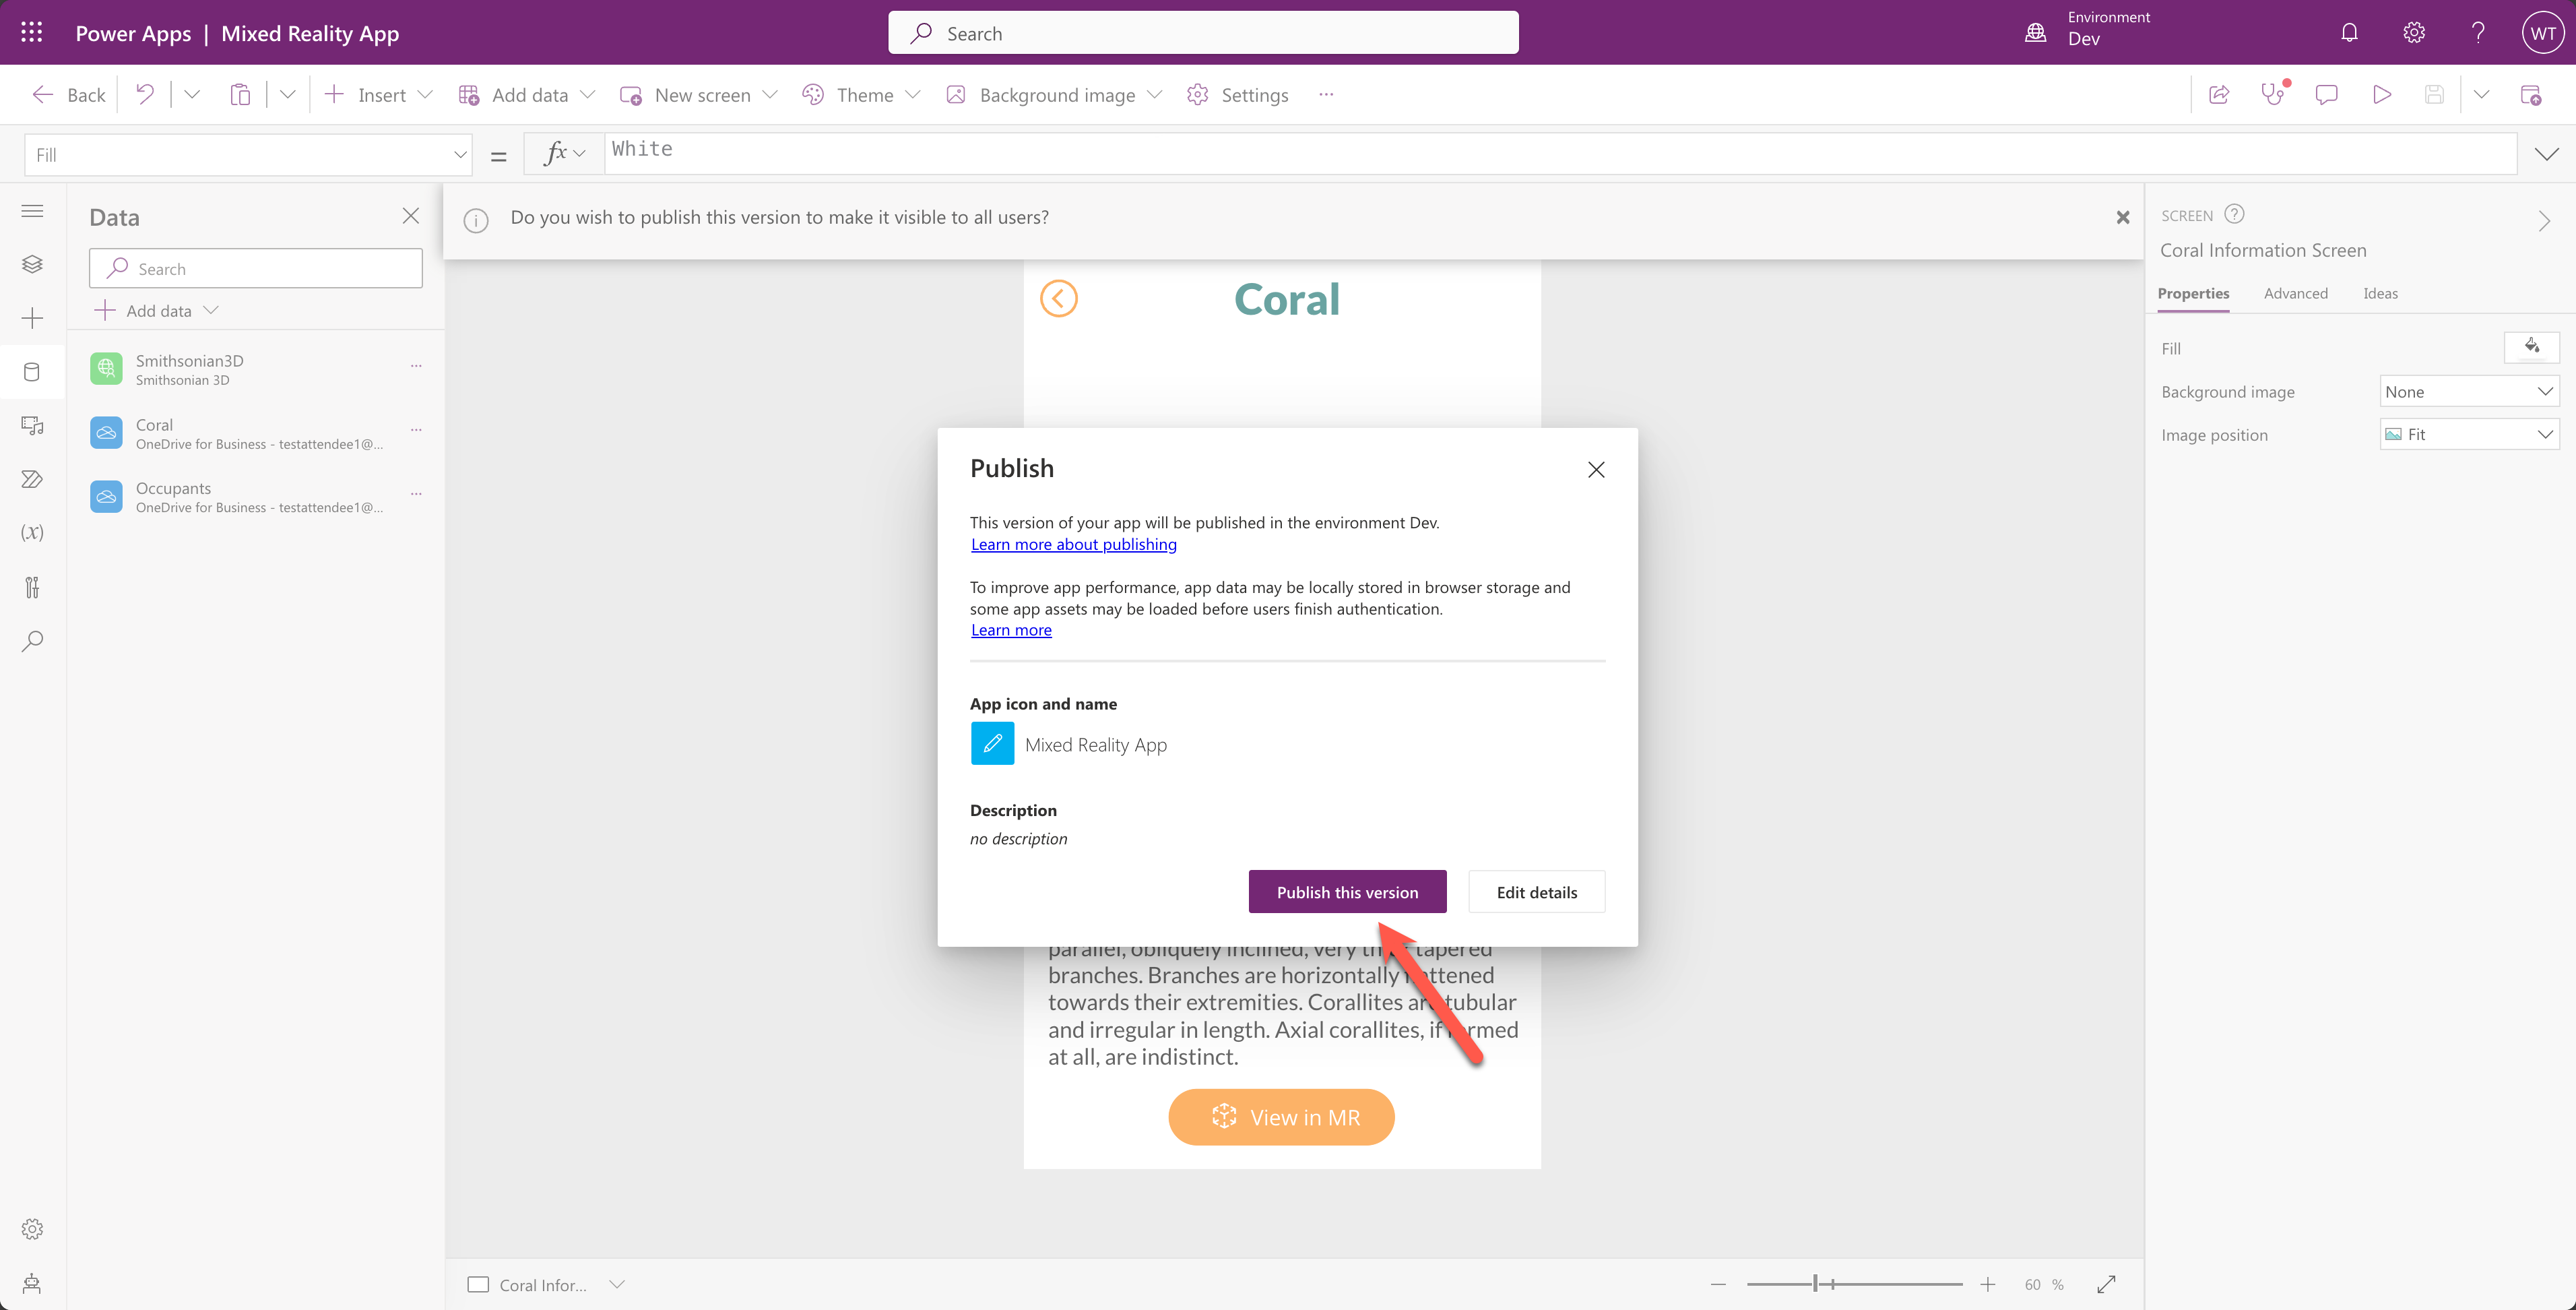 Power Apps | Mixed Reality App
Search
Environment
Dev
WT
Back
Insert
Add data
New screen
Theme
Background image
Settings
Fill
=
fx
White
Data
Search
Add data
Smithsonian3D
Smithsonian 3D
Coral
OneDrive for Business - testattendee1@...
Occupants
OneDrive for Business - testattendee1@...
(x)
Do you wish to publish this version to make it visible to all users?
Coral
Publish
This version of your app will be published in the environment Dev.
Learn more about publishing
To improve app performance, app data may be locally stored in browser storage and
some app assets may be loaded before users finish authentication.
Learn more
App icon and name
Mixed Reality App
Description
no description
Publish this version
Edit details
parallel, obliquely inclined, very tapered
branches. Branches are horizontally
towards their extremities. Corallites are tubular
and irregular in length. Axial corallites, if formed
at all, are indistinct.
View in MR
Coral Infor...
60 %
SCREEN
Coral Information Screen
Properties
Advanced
Ideas
Fill
Background image
None
Image position
Fit